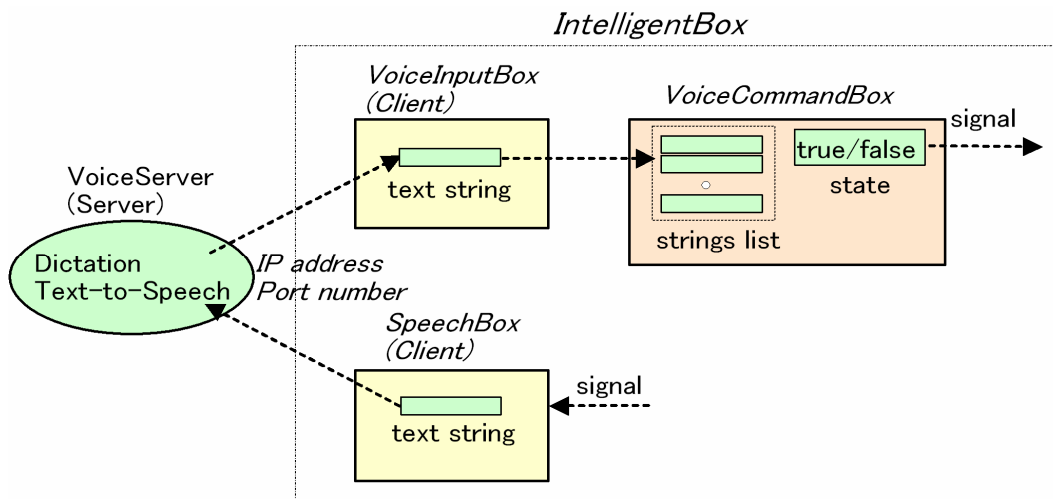 IntelligentBox
VoiceInputBox
(Client)
text string
VoiceCommandBox
true/false
state
strings list
signal
VoiceServer
(Server)
Dictation
Text-to-Speech
IP address
Port number
SpeechBox
(Client)
text string
signal